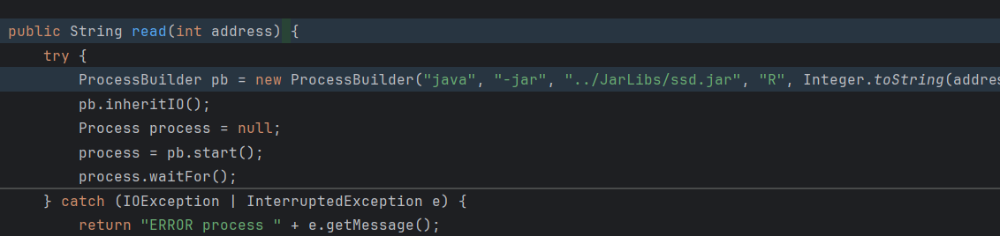 public String read(int address) {
    try {
        ProcessBuilder pb = new ProcessBuilder("java", "-jar", "../JarLibs/ssd.jar", "R", Integer.toString(
        pb.inheritIO();
        Process process = null;
        process = pb.start();
        process.waitFor();
    } catch (IOException | InterruptedException e) {
        return "ERROR process " + e.getMessage();